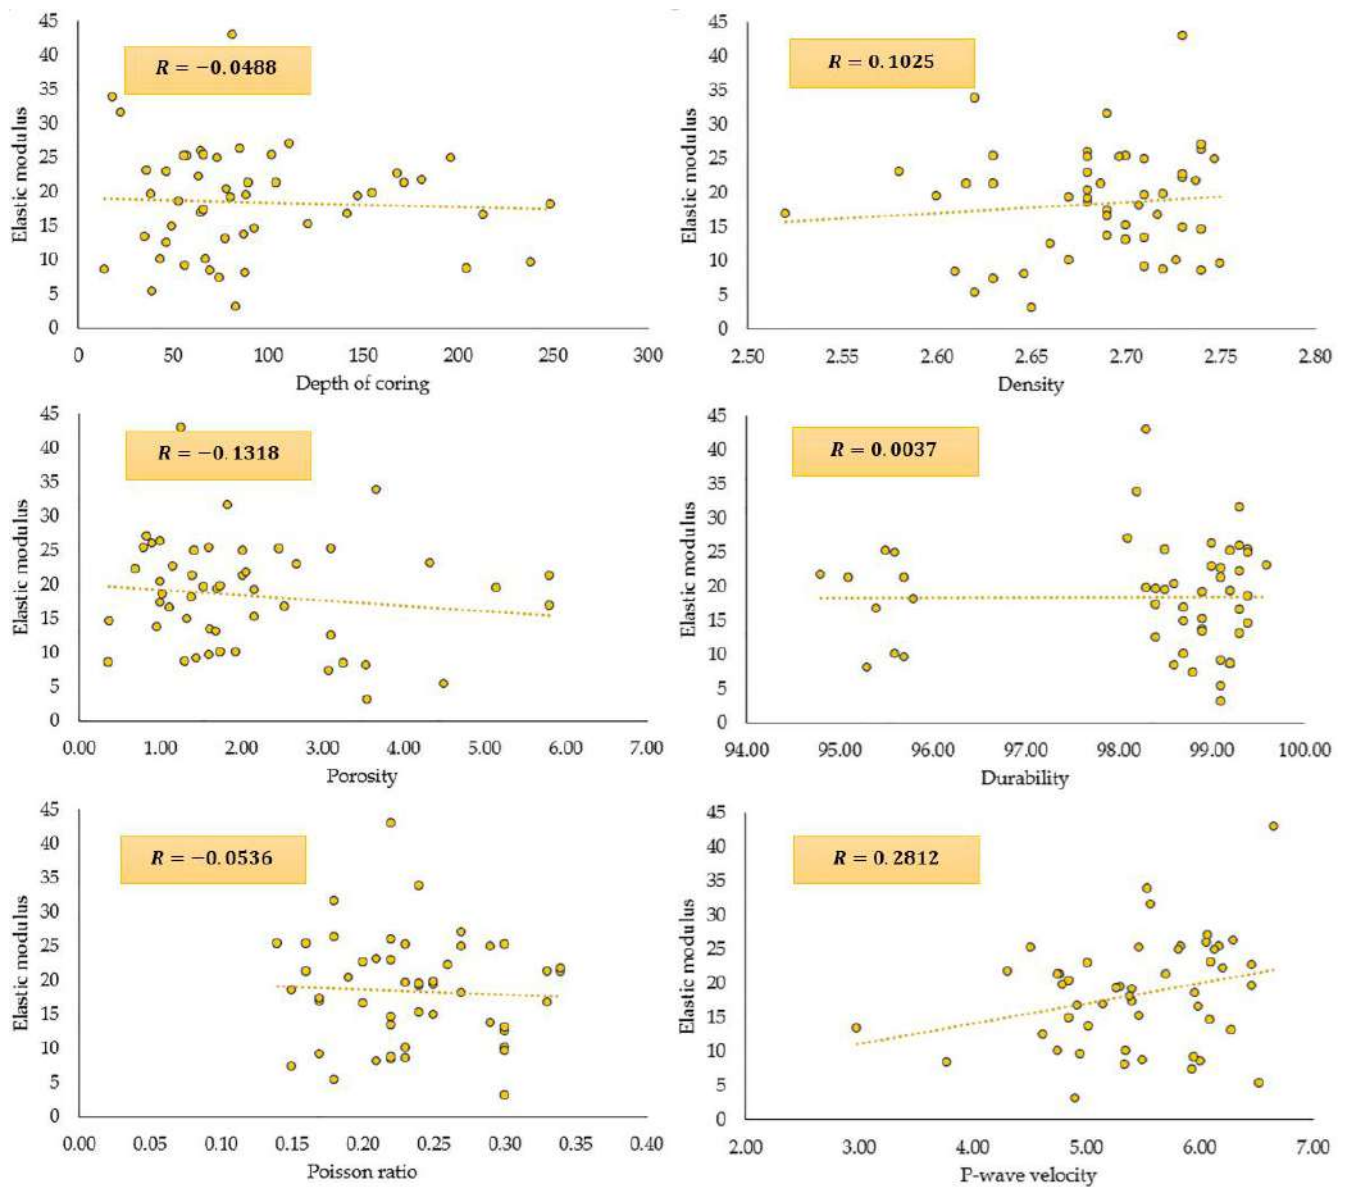 45
40
35
30
25
20
15
10
5
0
Elastic modulus
R = −0.0488
0 50 100 150 200 250 300
Depth of coring
45
40
35
30
25
20
15
10
5
0
Elastic modulus
R = 0.1025
2.50 2.55 2.60 2.65 2.70 2.75 2.80
Density
45
40
35
30
25
20
15
10
5
0
Elastic modulus
R = −0.1318
0.00 1.00 2.00 3.00 4.00 5.00 6.00 7.00
Porosity
45
40
35
30
25
20
15
10
5
0
Elastic modulus
R = 0.0037
94.00 95.00 96.00 97.00 98.00 99.00 100.00
Durability
45
40
35
30
25
20
15
10
5
0
Elastic modulus
R = −0.0536
0.00 0.05 0.10 0.15 0.20 0.25 0.30 0.35 0.40
Poisson ratio
45
40
35
30
25
20
15
10
5
0
Elastic modulus
R = 0.2812
2.00 3.00 4.00 5.00 6.00 7.00
P-wave velocity